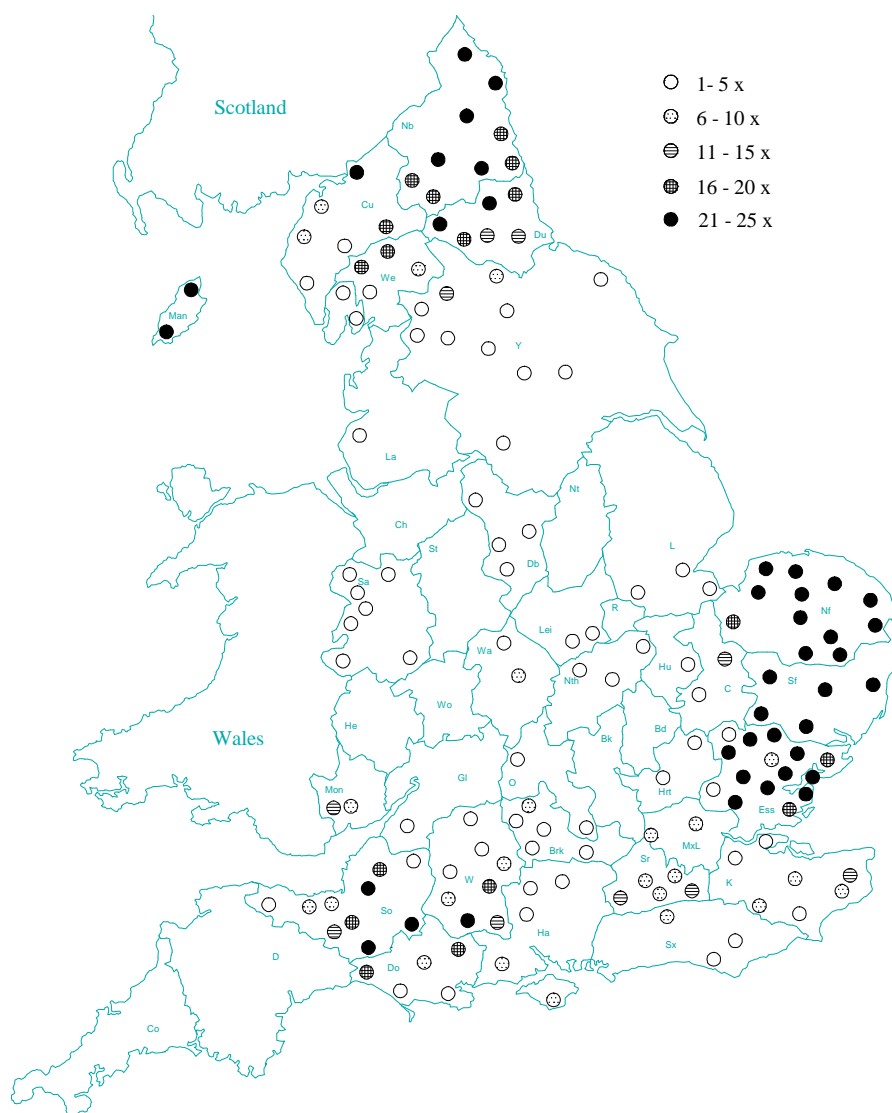 Scotland
1- 5 x
6 - 10 x
11 - 15 x
16 - 20 x
21 - 25 x
Nb
Cu
Du
We
Man
Y
La
Ch
Nt
St
Db
L
Sa
Nf
R
Lei
Wa
Hu
Nth
C
Sf
Wo
He
Wales
Bd
Bk
Gl
O
Mon
Hrt
Ess
MxL
Brk
Sr
W
K
So
Ha
Sx
D
Do
Co